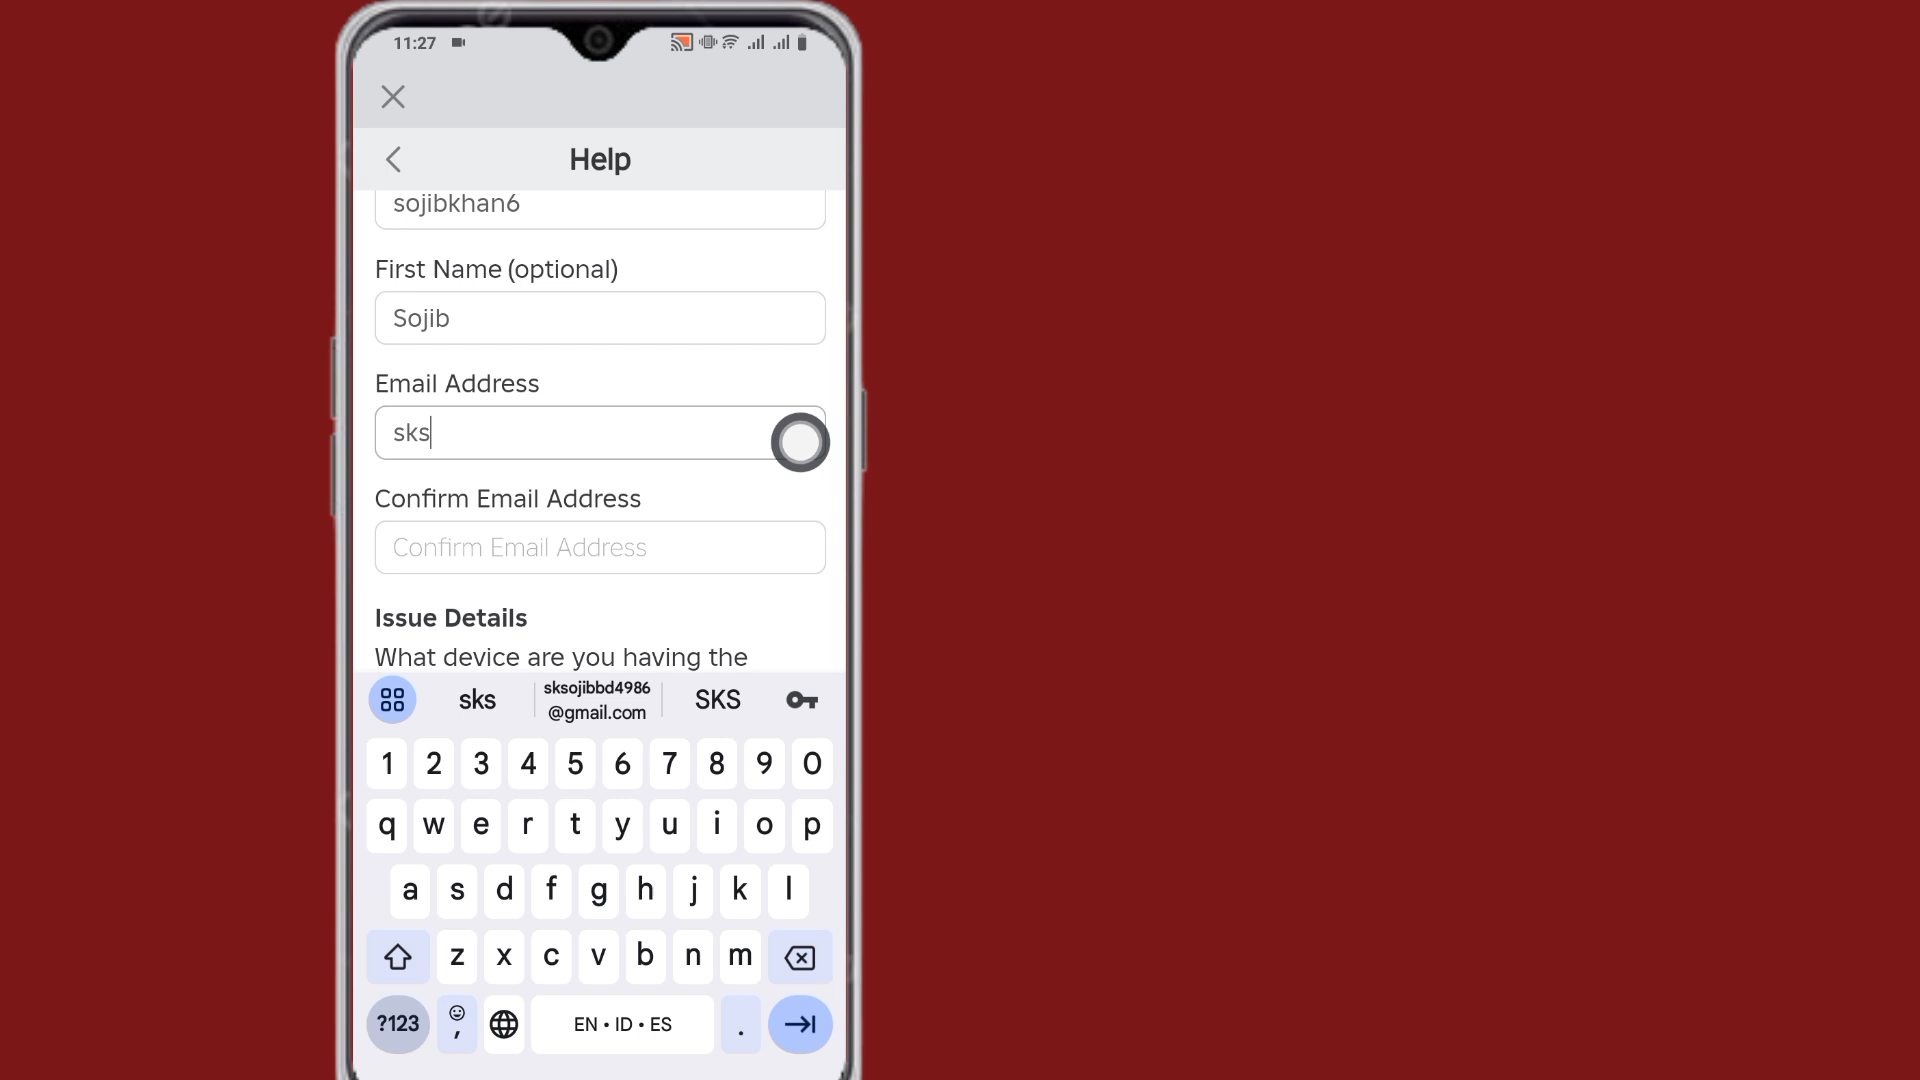 11:27
Help
sojibkhan6
First Name (optional)
Sojib
Email Address
sks
Confirm Email Address
Confirm Email Address
Issue Details
What device are you having the
sks
sksojibbd4986
@gmail.com
SKS
1 2 3 4 5 6 7 8 9 0
q w e r t y u i o p
a s d f g h j k l
z x c v b n m
?123 , EN • ID • ES .